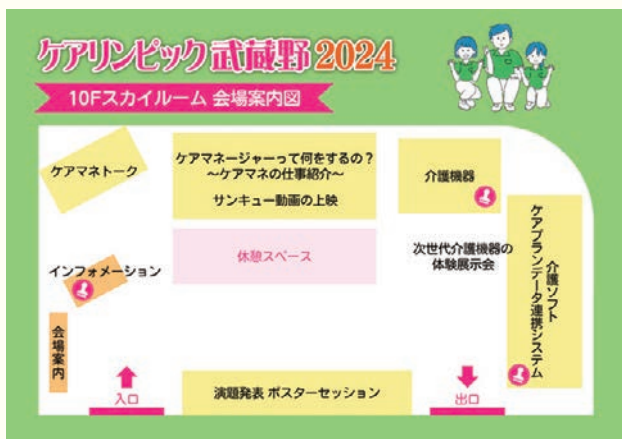 ケアリンピック武蔵野2024
10Fスカイルーム 会場案内図
ケアマネトーク
ケアマネージャーって何をするの？
～ケアマネの仕事紹介～
サンキュー動画の上映
介護機器
休憩スペース
次世代介護機器の
体験展示会
介護ソフト
ケアプランデータ連携システム
インフォメーション
会場案内
入口
演題発表 ポスターセッション
出口